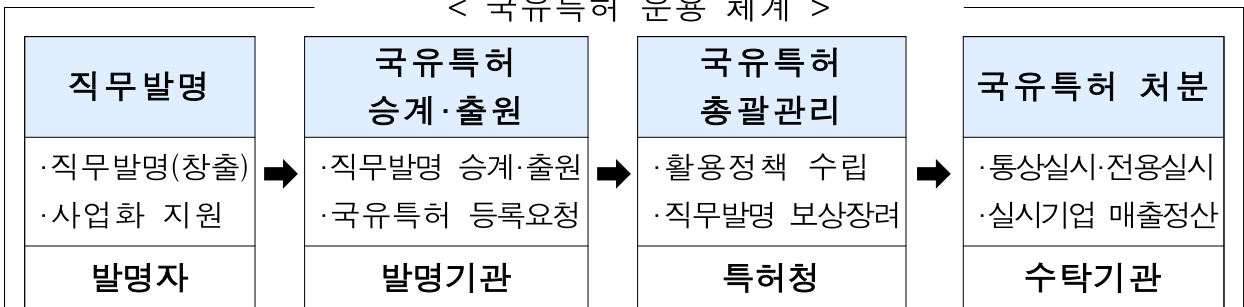 < 국유특허 운용 체계 >
직무발명
·직무발명(창출)
·사업화 지원
발명자
국유특허
승계·출원
·직무발명 승계·출원
·국유특허 등록요청
발명기관
국유특허
총괄관리
·활용정책 수립
·직무발명 보상장려
특허청
국유특허 처분
·통상실시·전용실시
·실시기업 매출정산
수탁기관